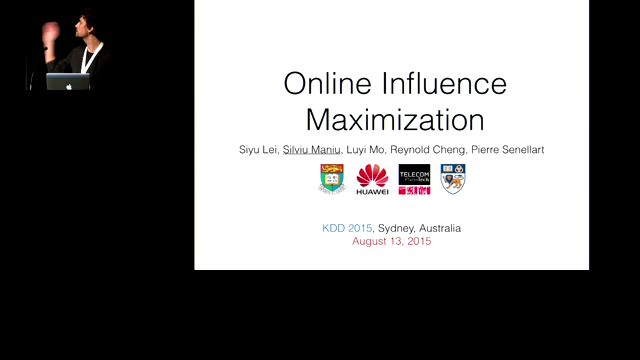 Online Influence
Maximization
Siyu Lei, Silviu Maniu, Luyi Mo, Reynold Cheng, Pierre Senellart
HUAWEI
TELECOM
ParisTech
KDD 2015, Sydney, Australia
August 13, 2015